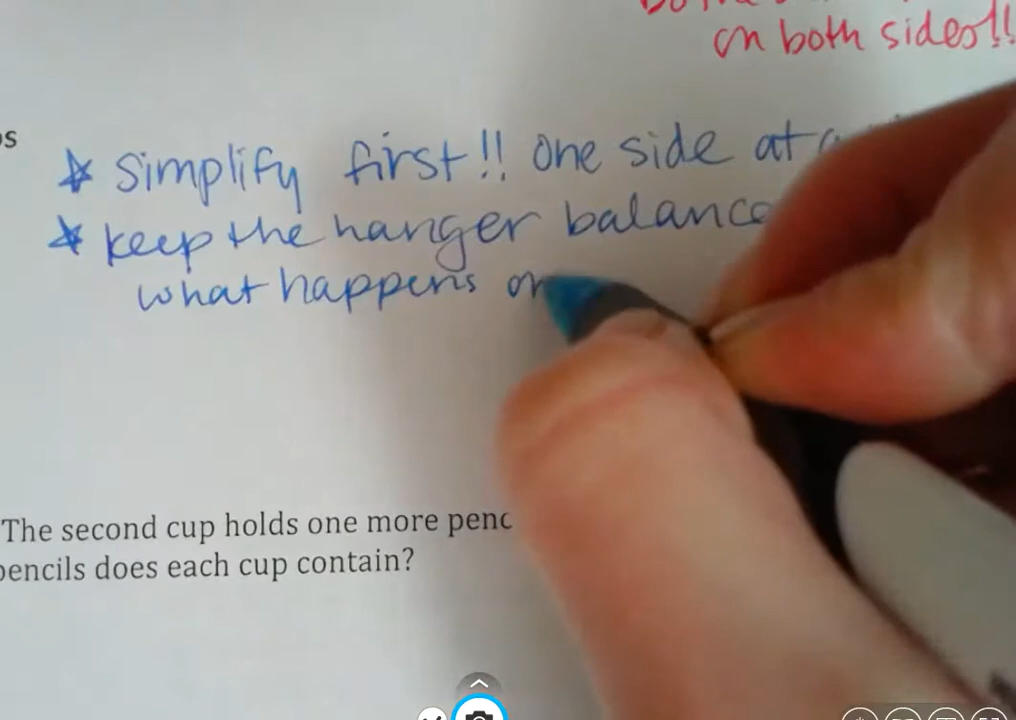 on both sides!!
★ Simplify first!! One side at a
★ keep the hanger balance
what happens on
The second cup holds one more penc
pencils does each cup contain?